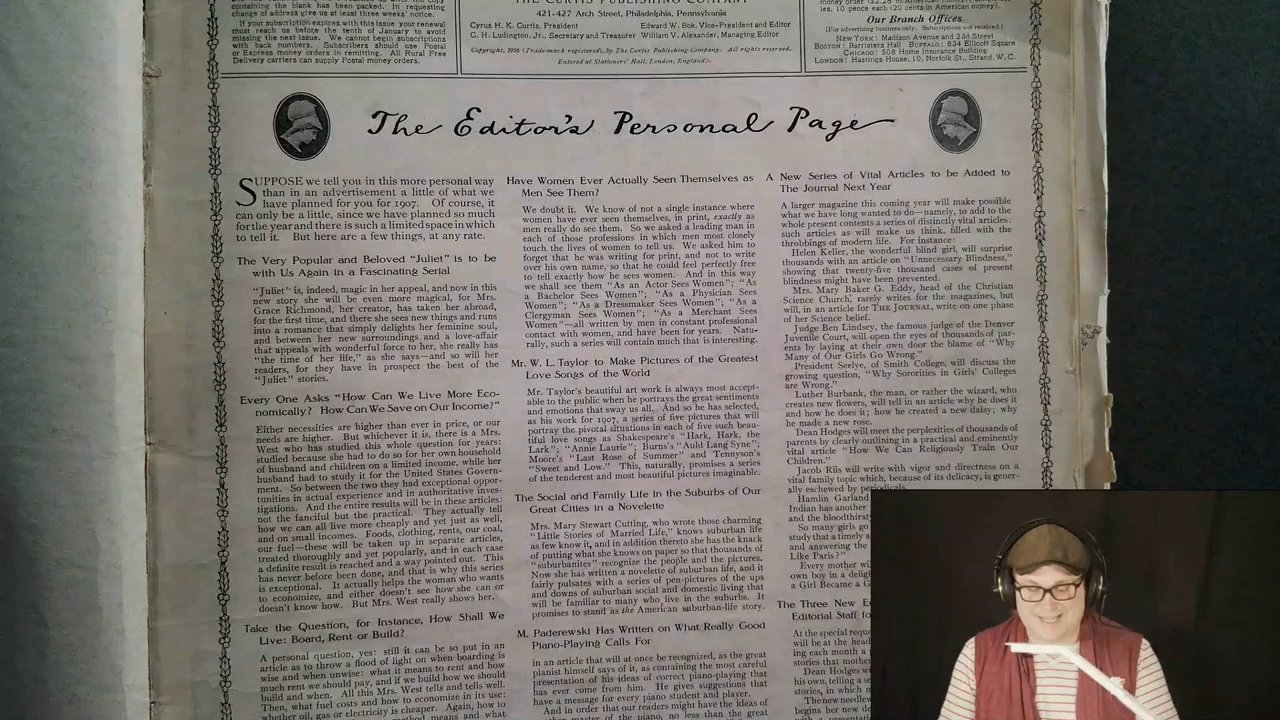 of the blank has been packed. In requesting
change of address give us at least three weeks' notice.
If your subscription expires with this issue your renewal
must reach us before the tenth of January to avoid
missing the next issue. We cannot begin subscriptions
with back numbers. Subscribers should use Postal
or Express money orders in remitting. All Rural Free
Delivery carriers can supply Postal money orders.
THE CURTIS PUBLISHING COMPANY
421-427 Arch Street, Philadelphia, Pennsylvania
Cyrus H. K. Curtis, President
Edward W. Bok, Vice-President and Editor
C. H. Ludington, Jr., Secretary and Treasurer
William V. Alexander, Managing Editor
Copyright, 1906 (Trademark registered), by The Curtis Publishing Company. All rights reserved.
Entered at Stationers' Hall, London, England.
les, 10 pence each (20 cents in American money).
Our Branch Offices
(For advertising business only. Subscriptions not received.)
NEW YORK: Madison Avenue and 23d Street
BOSTON: Barristers Hall BUFFALO: 834 Ellicott Square
CHICAGO: 508 Home Insurance Building
LONDON: Hastings House, 10, Norfolk St., Strand, W. C.
The Editor's Personal Page
SUPPOSE we tell you in this more personal way
than in an advertisement a little of what we
have planned for you for 1907. Of course, it
can only be a little, since we have planned so much
for the year and there is such a limited space in which
to tell it. But here are a few things, at any rate.
The Very Popular and Beloved "Juliet" is to be
with Us Again in a Fascinating Serial
"Juliet" is, indeed, magic in her appeal, and now in this
new story she will be even more magical, for Mrs.
Grace Richmond, her creator, has taken her abroad,
for the first time, and there she sees new things and runs
into a romance that simply delights her feminine soul,
and between her new surroundings and a love-affair
that appeals with wonderful force to her, she really has
"the time of her life," as she says—and so will her
readers, for they have in prospect the best of the
"Juliet" stories.
Every One Asks "How Can We Live More Eco-
nomically? How Can We Save on Our Income?"
Either necessities are higher than ever in price, or our
needs are higher. But whichever it is, there is a Mrs.
West who has studied this whole question for years:
studied because she had to do so for her own household
of husband and children on a limited income, while her
husband had to study it for the United States Govern-
ment. So between the two they had exceptional oppor-
tunities in actual experience and in authoritative inves-
tigations. And the entire results will be in these articles:
not the fanciful but the practical. They actually tell
how we can all live more cheaply and yet just as well,
and on small incomes. Foods, clothing, rents, our coal,
our fuel—these will be taken up in separate articles,
treated thoroughly and yet popularly, and in each case
a definite result is reached and a way pointed out. This
has never before been done, and that is why this series
is exceptional. It actually helps the woman who wants
to economize, and either doesn't see how she can or
doesn't know how. But Mrs. West really shows her.
Take the Question, for Instance, How Shall We
Live: Board, Rent or Build?
A personal question, yes: still it can be so put in an
article as to throw a flood of light on when boarding is
wise and when unwise: what it means to rent and how
much rent we should pay, and if we build how we should
build and when. All this Mrs. West tells and tells well.
Then, what fuel costs and how to economize in its use:
whether oil, gas or electricity is cheaper. Again, how to
Have Women Ever Actually Seen Themselves as
Men See Them?
We doubt it. We know of not a single instance where
women have ever seen themselves, in print, exactly as
men really do see them. So we asked a leading man in
each of those professions in which men most closely
touch the lives of women to tell us. We asked him to
forget that he was writing for print, and not to write
over his own name, so that he could feel perfectly free
to tell exactly how he sees women. And in this way
we shall see them "As an Actor Sees Women"; "As
a Bachelor Sees Women"; "As a Physician Sees
Women"; "As a Dressmaker Sees Women"; "As a
Clergyman Sees Women"; "As a Merchant Sees
Women"—all written by men in constant professional
contact with women, and have been for years. Natu-
rally, such a series will contain much that is interesting.
Mr. W. L. Taylor to Make Pictures of the Greatest
Love Songs of the World
Mr. Taylor's beautiful art work is always most accept-
able to the public when he portrays the great sentiments
and emotions that sway us all. And so he has selected,
as his work for 1907, a series of five pictures that will
portray the pivotal situations in each of five such beau-
tiful love songs as Shakespeare's "Hark, Hark, the
Lark"; "Annie Laurie"; Burns's "Auld Lang Syne";
Moore's "Last Rose of Summer" and Tennyson's
"Sweet and Low." This, naturally, promises a series
of the tenderest and most beautiful pictures imaginable.
The Social and Family Life in the Suburbs of Our
Great Cities in a Novelette
Mrs. Mary Stewart Cutting, who wrote those charming
"Little Stories of Married Life," knows suburban life
as few know it, and in addition thereto she has the knack
of putting what she knows on paper so that thousands of
"suburbanites" recognize the people and the pictures.
Now she has written a novelette of suburban life, and it
fairly pulsates with a series of pen-pictures of the ups
and downs of suburban social and domestic living that
will be familiar to many who live in the suburbs. It
promises to stand as the American suburban-life story.
M. Paderewski Has Written on What Really Good
Piano-Playing Calls For
in an article that will at once be recognized, as the great
pianist himself says of it, as containing the most careful
presentation of his ideas of correct piano-playing that
has ever come from him. He gives suggestions that
have a message for every piano student and player.
And in order that our readers might have the ideas of
other master of the piano, no less than the great
A New Series of Vital Articles to be Added to
The Journal Next Year
A larger magazine this coming year will make possible
what we have long wanted to do—namely, to add to the
whole present contents a series of distinctly vital articles:
such articles as will make us think, filled with the
throbbings of modern life. For instance:
Helen Keller, the wonderful blind girl, will surprise
thousands with an article on "Unnecessary Blindness,"
showing that twenty-five thousand cases of present
blindness might have been prevented.
Mrs. Mary Baker G. Eddy, head of the Christian
Science Church, rarely writes for the magazines, but
will, in an article for THE JOURNAL, write on one phase
of her Science belief.
Judge Ben Lindsey, the famous judge of the Denver
Juvenile Court, will open the eyes of thousands of par-
ents by laying at their own door the blame of "Why
Many of Our Girls Go Wrong."
President Seelye, of Smith College, will discuss the
growing question, "Why Sororities in Girls' Colleges
are Wrong."
Luther Burbank, the man, or rather the wizard, who
creates new flowers, will tell in an article why he does it
and how he does it; how he created a new daisy; why
he made a new rose.
Dean Hodges will meet the perplexities of thousands of
parents by clearly outlining in a practical and eminently
vital article "How We Can Religiously Train Our
Children."
Jacob Riis will write with vigor and directness on a
vital family topic which, because of its delicacy, is gener-
ally eschewed by periodicals.
Hamlin Garland
Indian has another
and the bloodthirst
So many girls go
study that a timely a
and answering the
Like Paris?"
Every mother wi
own boy in a delig
a Girl Became a G
The Three New E
Editorial Staff fo
At the special reque
will be at the head
ing each month a
stories that mothe
Dean Hodges w
his own, telling a se
stories, in which n
The new needlew
begins her new de